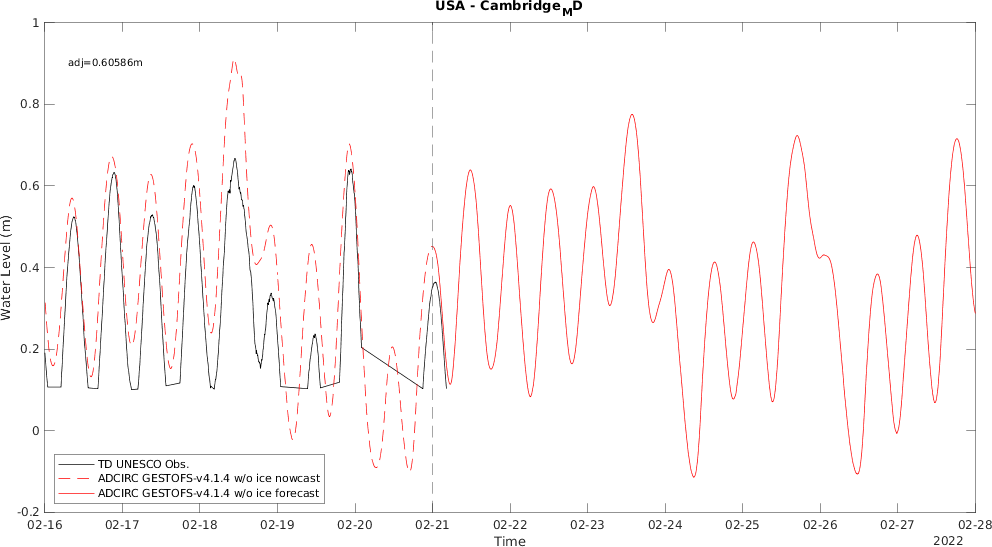 USA - Cambridge_MD
1
0.8
0.6
0.4
0.2
0
-0.2
Water Level (m)
adj=0.60586m
TD UNESCO Obs.
ADCIRC GESTOFS-v4.1.4 w/o ice nowcast
ADCIRC GESTOFS-v4.1.4 w/o ice forecast
02-16 02-17 02-18 02-19 02-20 02-21 02-22 02-23 02-24 02-25 02-26 02-27 02-28
Time
2022